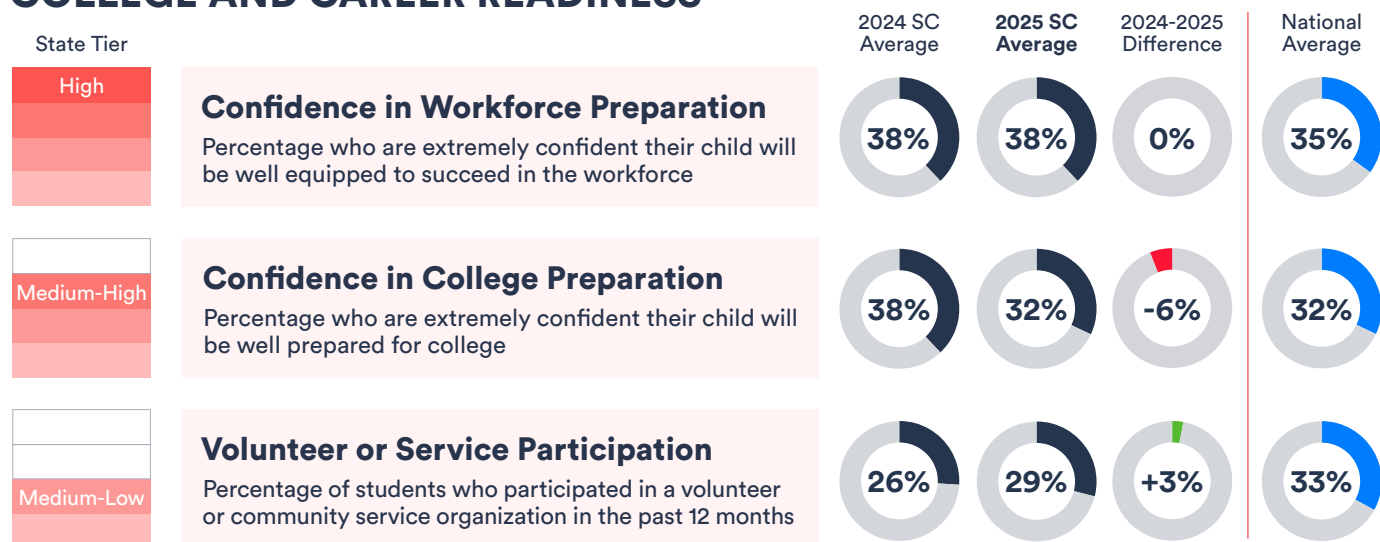 COLLEGE AND CAREER READINESS
State Tier
2024 SC
Average
2025 SC
Average
2024-2025
Difference
National
Average
High
Confidence in Workforce Preparation
Percentage who are extremely confident their child will
be well equipped to succeed in the workforce
38%
38%
0%
35%
Medium-High
Confidence in College Preparation
Percentage who are extremely confident their child will
be well prepared for college
38%
32%
-6%
32%
Medium-Low
Volunteer or Service Participation
Percentage of students who participated in a volunteer
or community service organization in the past 12 months
26%
29%
+3%
33%